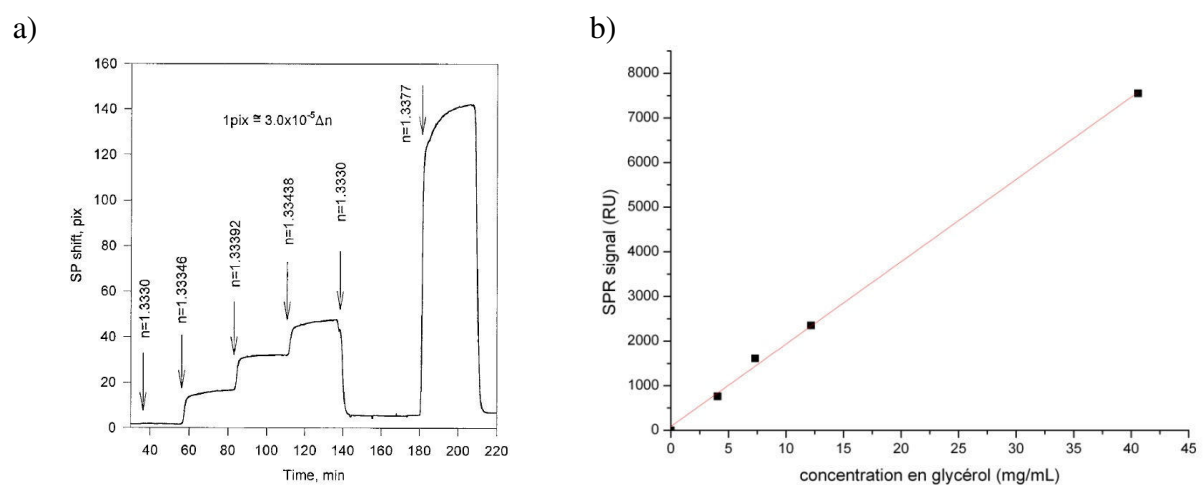 a)
160
140
120
100
80
60
40
20
0
SP shift, pix
1pix ≅ 3.0x10⁻⁵Δn
n=1.3330
n=1.33346
n=1.33392
n=1.33438
n=1.3330
n=1.3377
40 60 80 100 120 140 160 180 200 220
Time, min
b)
8000
7000
6000
5000
4000
3000
2000
1000
0
SPR signal (RU)
0 5 10 15 20 25 30 35 40 45
concentration en glycérol (mg/mL)